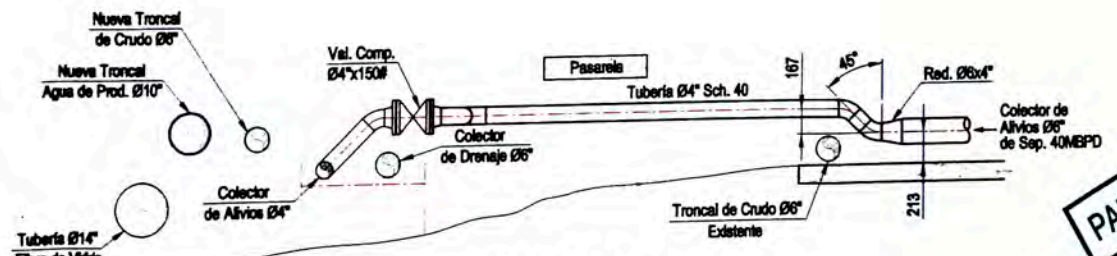 Nueva Troncal
de Crudo Ø8"
Nueva Troncal
Agua de Prod. Ø10"
Val. Comp.
Ø4"x150#
Pasarela
Tubería Ø4" Sch. 40
167
45°
Red. Ø6x4"
Colector de
Alivios Ø6"
de Sep. 40MBPD
Colector
de Drenaje Ø6"
Colector
de Alivios Ø4"
Troncal de Crudo Ø6"
Existente
213
Tubería Ø14"
PA